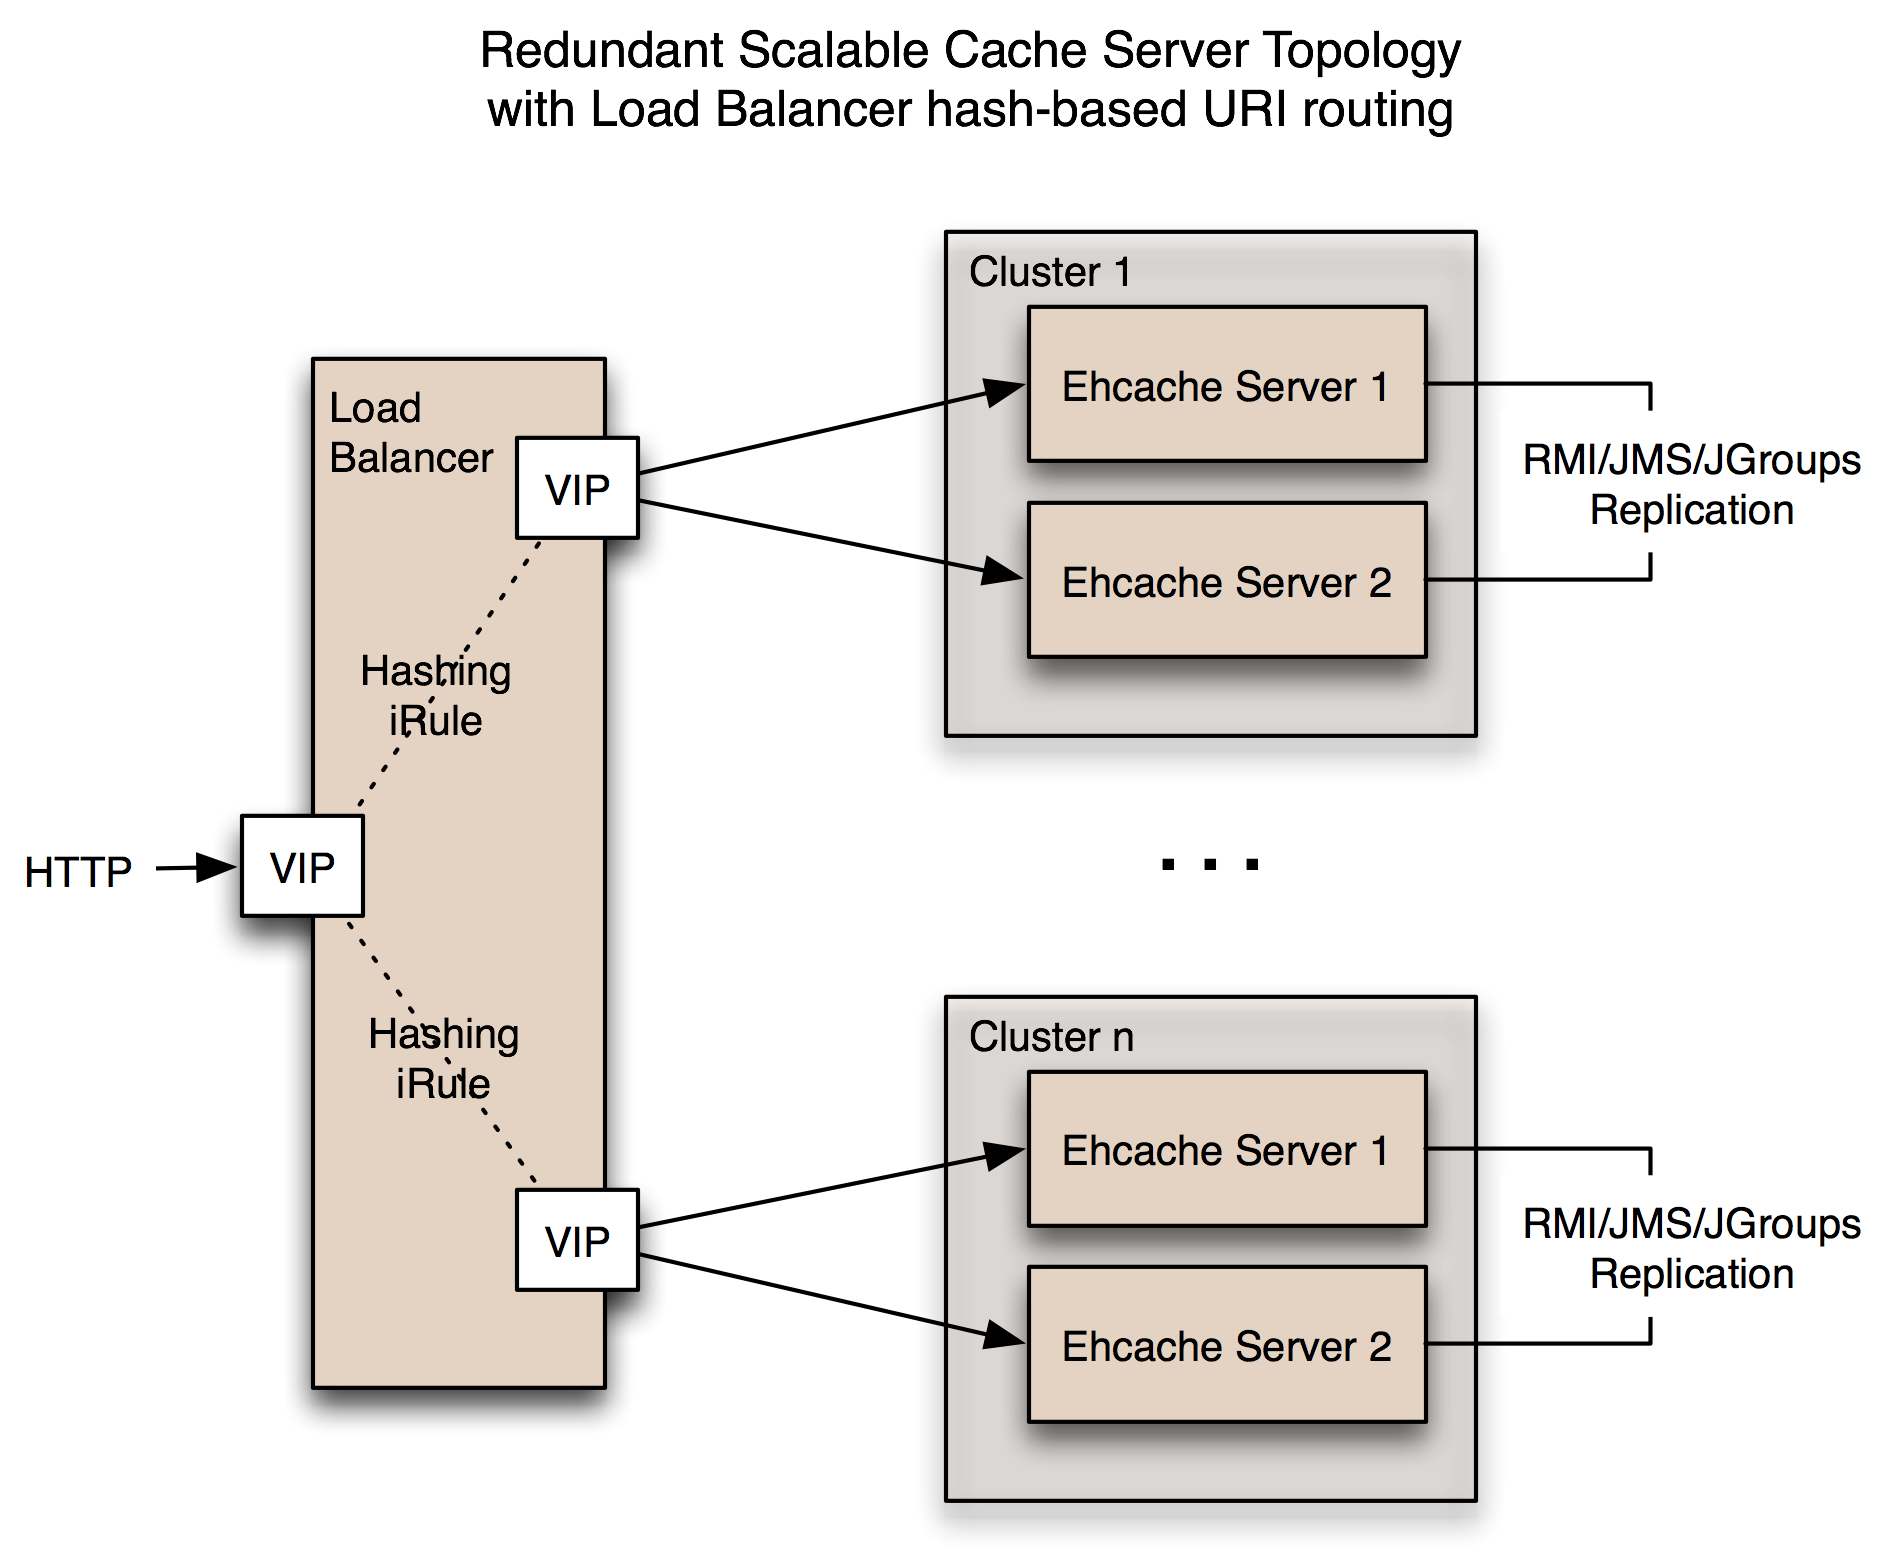 Redundant Scalable Cache Server Topology
with Load Balancer hash-based URI routing
Cluster 1
Ehcache Server 1
Load
Balancer
VIP
RMI/JMS/JGroups
Replication
Ehcache Server 2
Hashing
iRule
HTTP
VIP
. . .
Hashing
iRule
Cluster n
Ehcache Server 1
VIP
RMI/JMS/JGroups
Replication
Ehcache Server 2